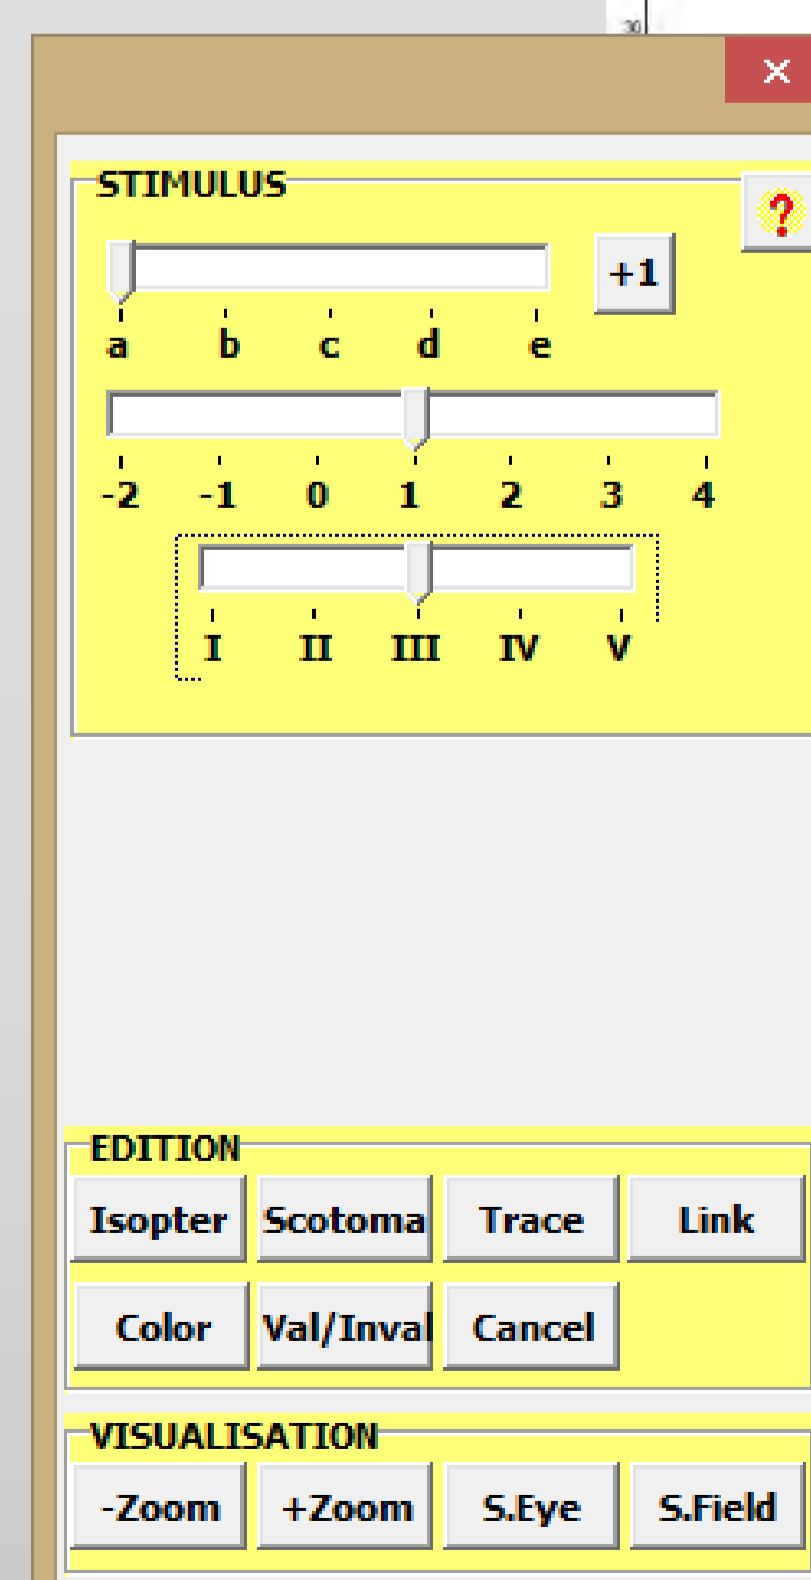 30
×
STIMULUS
?
+1
a b c d e
-2 -1 0 1 2 3 4
I II III IV V
EDITION
Isopter Scotoma Trace Link
Color Val/Inval Cancel
VISUALISATION
-Zoom +Zoom S.Eye S.Field